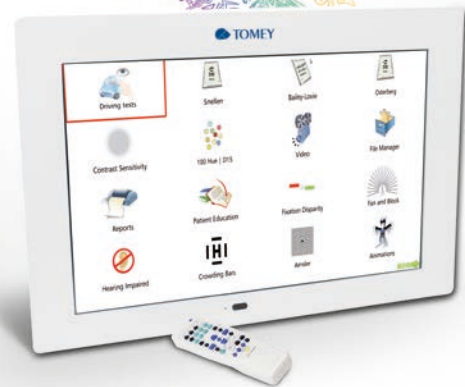 TOMEY
Driving tests
Snellen
Bailey-Lovie
Osterberg
Contrast Sensitivity
100 Hue | D15
Video
File Manager
Reports
Patient Education
Fixation Disparity
Fan and Block
Hearing Impaired
Crowding Bars
Amsler
Animations